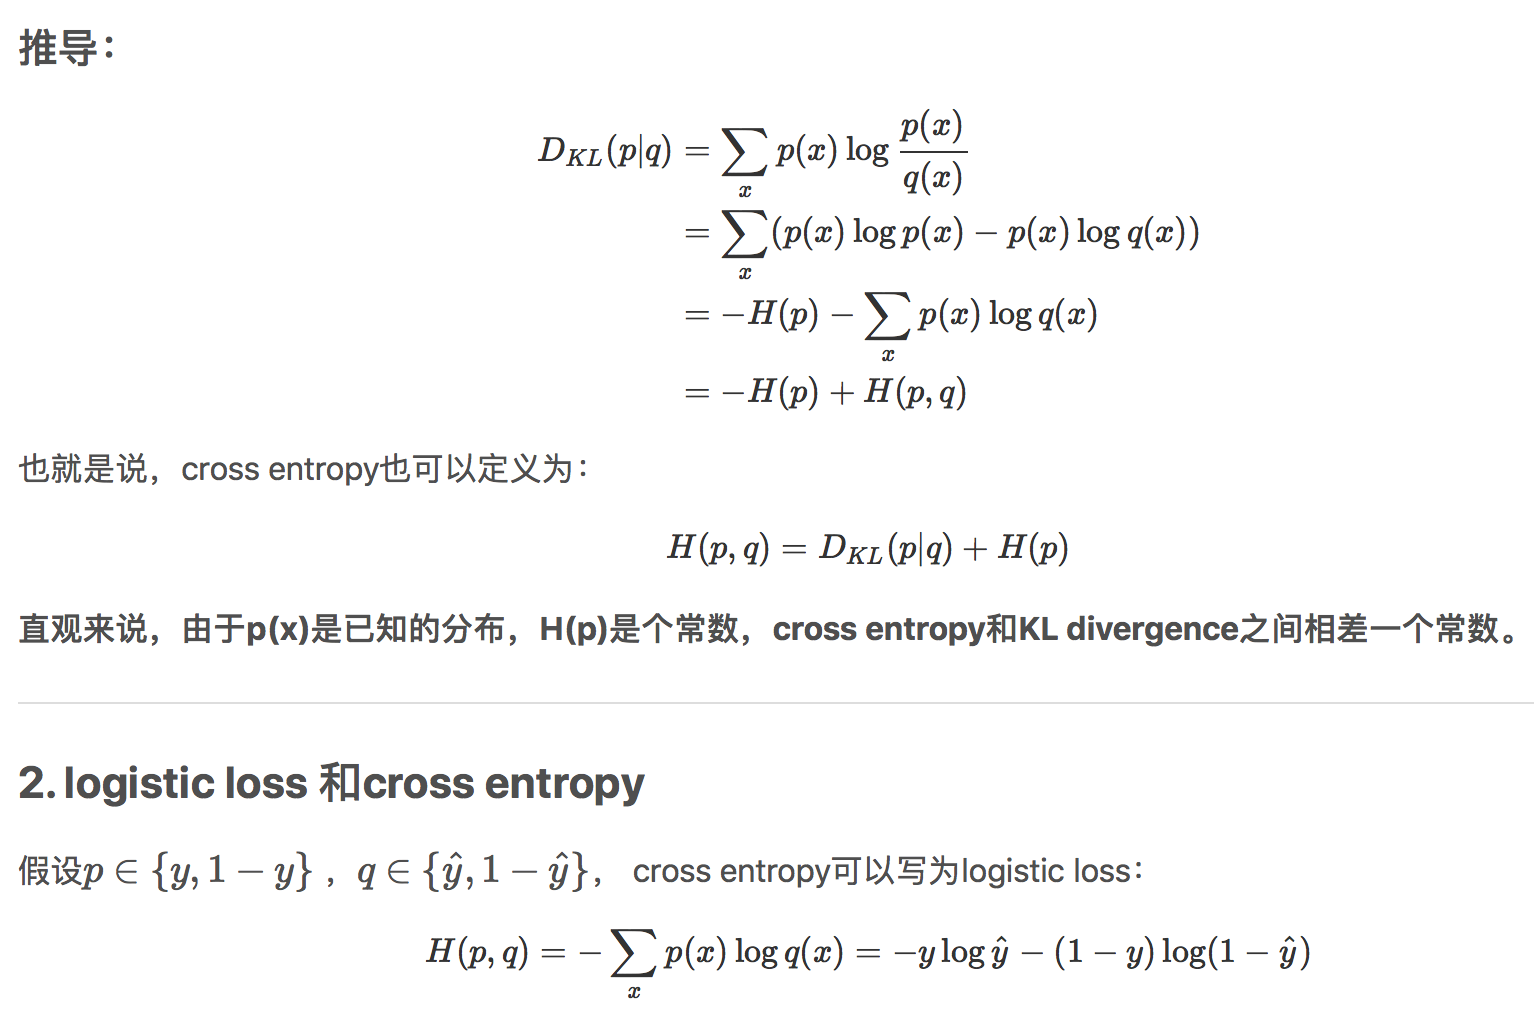 推导：
$D_{KL}(p|q) = \sum_x p(x) \log \frac{p(x)}{q(x)}$
$= \sum_x (p(x) \log p(x) - p(x) \log q(x))$
$= -H(p) - \sum_x p(x) \log q(x)$
$= -H(p) + H(p, q)$
也就是说，cross entropy也可以定义为：
$H(p, q) = D_{KL}(p|q) + H(p)$
直观来说，由于p(x)是已知的分布，H(p)是个常数，cross entropy和KL divergence之间相差一个常数。
2. logistic loss 和cross entropy
假设$p \in \{y, 1 - y\}$ ，$q \in \{\hat{y}, 1 - \hat{y}\}$， cross entropy可以写为logistic loss：
$H(p, q) = -\sum_x p(x) \log q(x) = -y \log \hat{y} - (1 - y) \log(1 - \hat{y})$